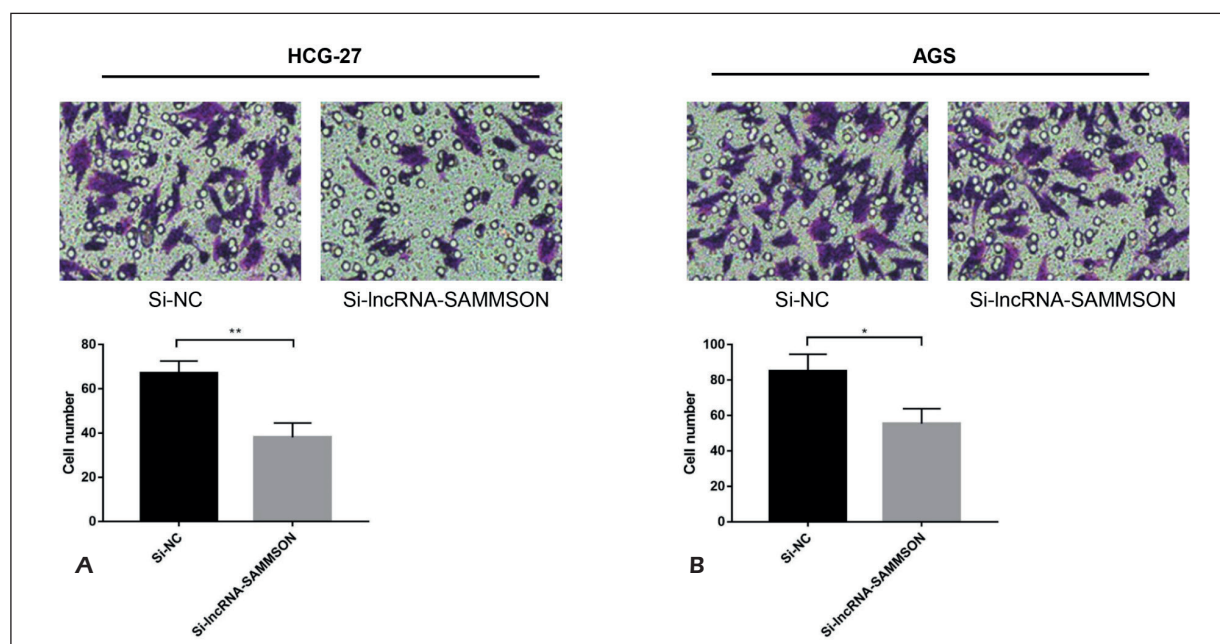 HCG-27
AGS
Si-NC
Si-lncRNA-SAMMSON
Si-NC
Si-lncRNA-SAMMSON
**
80
60
40
20
0
Cell number
Si-NC
Si-lncRNA-SAMMSON
A
*
100
80
60
40
20
0
Cell number
Si-NC
Si-lncRNA-SAMMSON
B